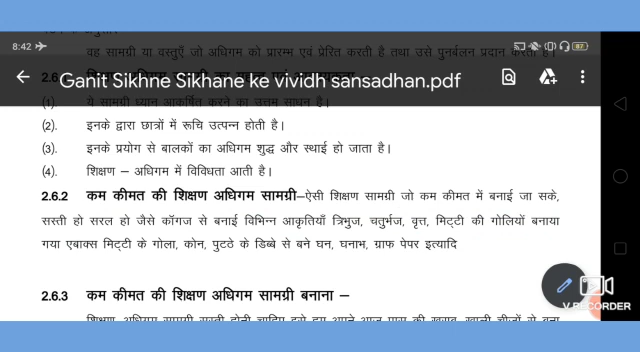 वह सामग्री या वस्तुएँ जो अधिगम को प्रारम्भ एवं प्रेरित करती है तथा उसे पुनर्बलन प्रदान करती है।
8:42
67
Ganit Sikhne Sikhane ke vividh sansadhan.pdf
(1). ये सामग्री ध्यान आकर्षित करने का उत्तम साधन है।
(2). इनके द्वारा छात्रों में रूचि उत्पन्न होती है।
(3). इनके प्रयोग से बालकों का अधिगम शुद्ध और स्थाई हो जाता है।
(4). शिक्षण – अधिगम में विविधता आती है।
2.6.2 कम कीमत की शिक्षण अधिगम सामग्री–ऐसी शिक्षण सामग्री जो कम कीमत में बनाई जा सके,
सस्ती हो सरल हो जैसे कॉगज से बनाई विभिन्न आकृतियाँ त्रिभुज, चतुर्भज, वृत्त, मिट्टी की गोलियों बनाया
गया एबाक्स मिट्टी के गोला, कोन, पुटठे के डिब्बे से बने घन, घनाभ, ग्राफ पेपर इत्यादि
2.6.3 कम कीमत की शिक्षण अधिगम सामग्री बनाना –
V RECORDER